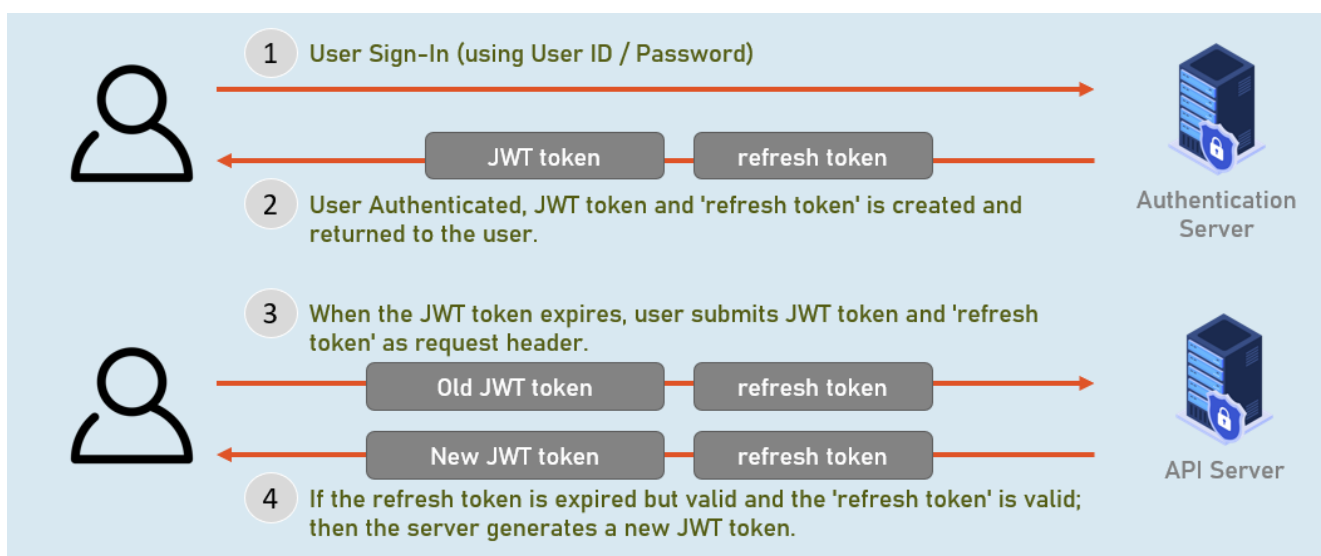 1 User Sign-In (using User ID / Password)
JWT token refresh token
2 User Authenticated, JWT token and 'refresh token' is created and
returned to the user.
Authentication
Server
3 When the JWT token expires, user submits JWT token and 'refresh
token' as request header.
Old JWT token refresh token
New JWT token refresh token
API Server
4 If the refresh token is expired but valid and the 'refresh token' is valid;
then the server generates a new JWT token.